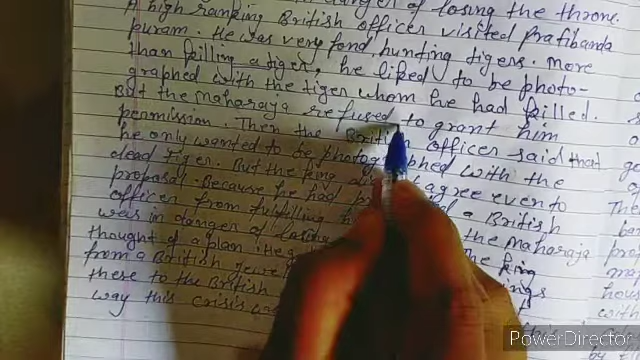 danger of losing the throne.
A high ranking British officer visited Pratibanda
puram. He was very fond hunting tigers. More
than killing a tiger, he liked to be photo-
graphed with the tiger whom he had killed.
But the Maharaja refused to grant him
permission. Then the British officer said that
he only wanted to be photographed with the
dead tiger. But the king agree even to
proposal. Because he had a British
officer from fulfilling the Maharaja
was in danger of losing the king
thought of a plan. He rings
from a British
these to the British
way this crisis
PowerDirector